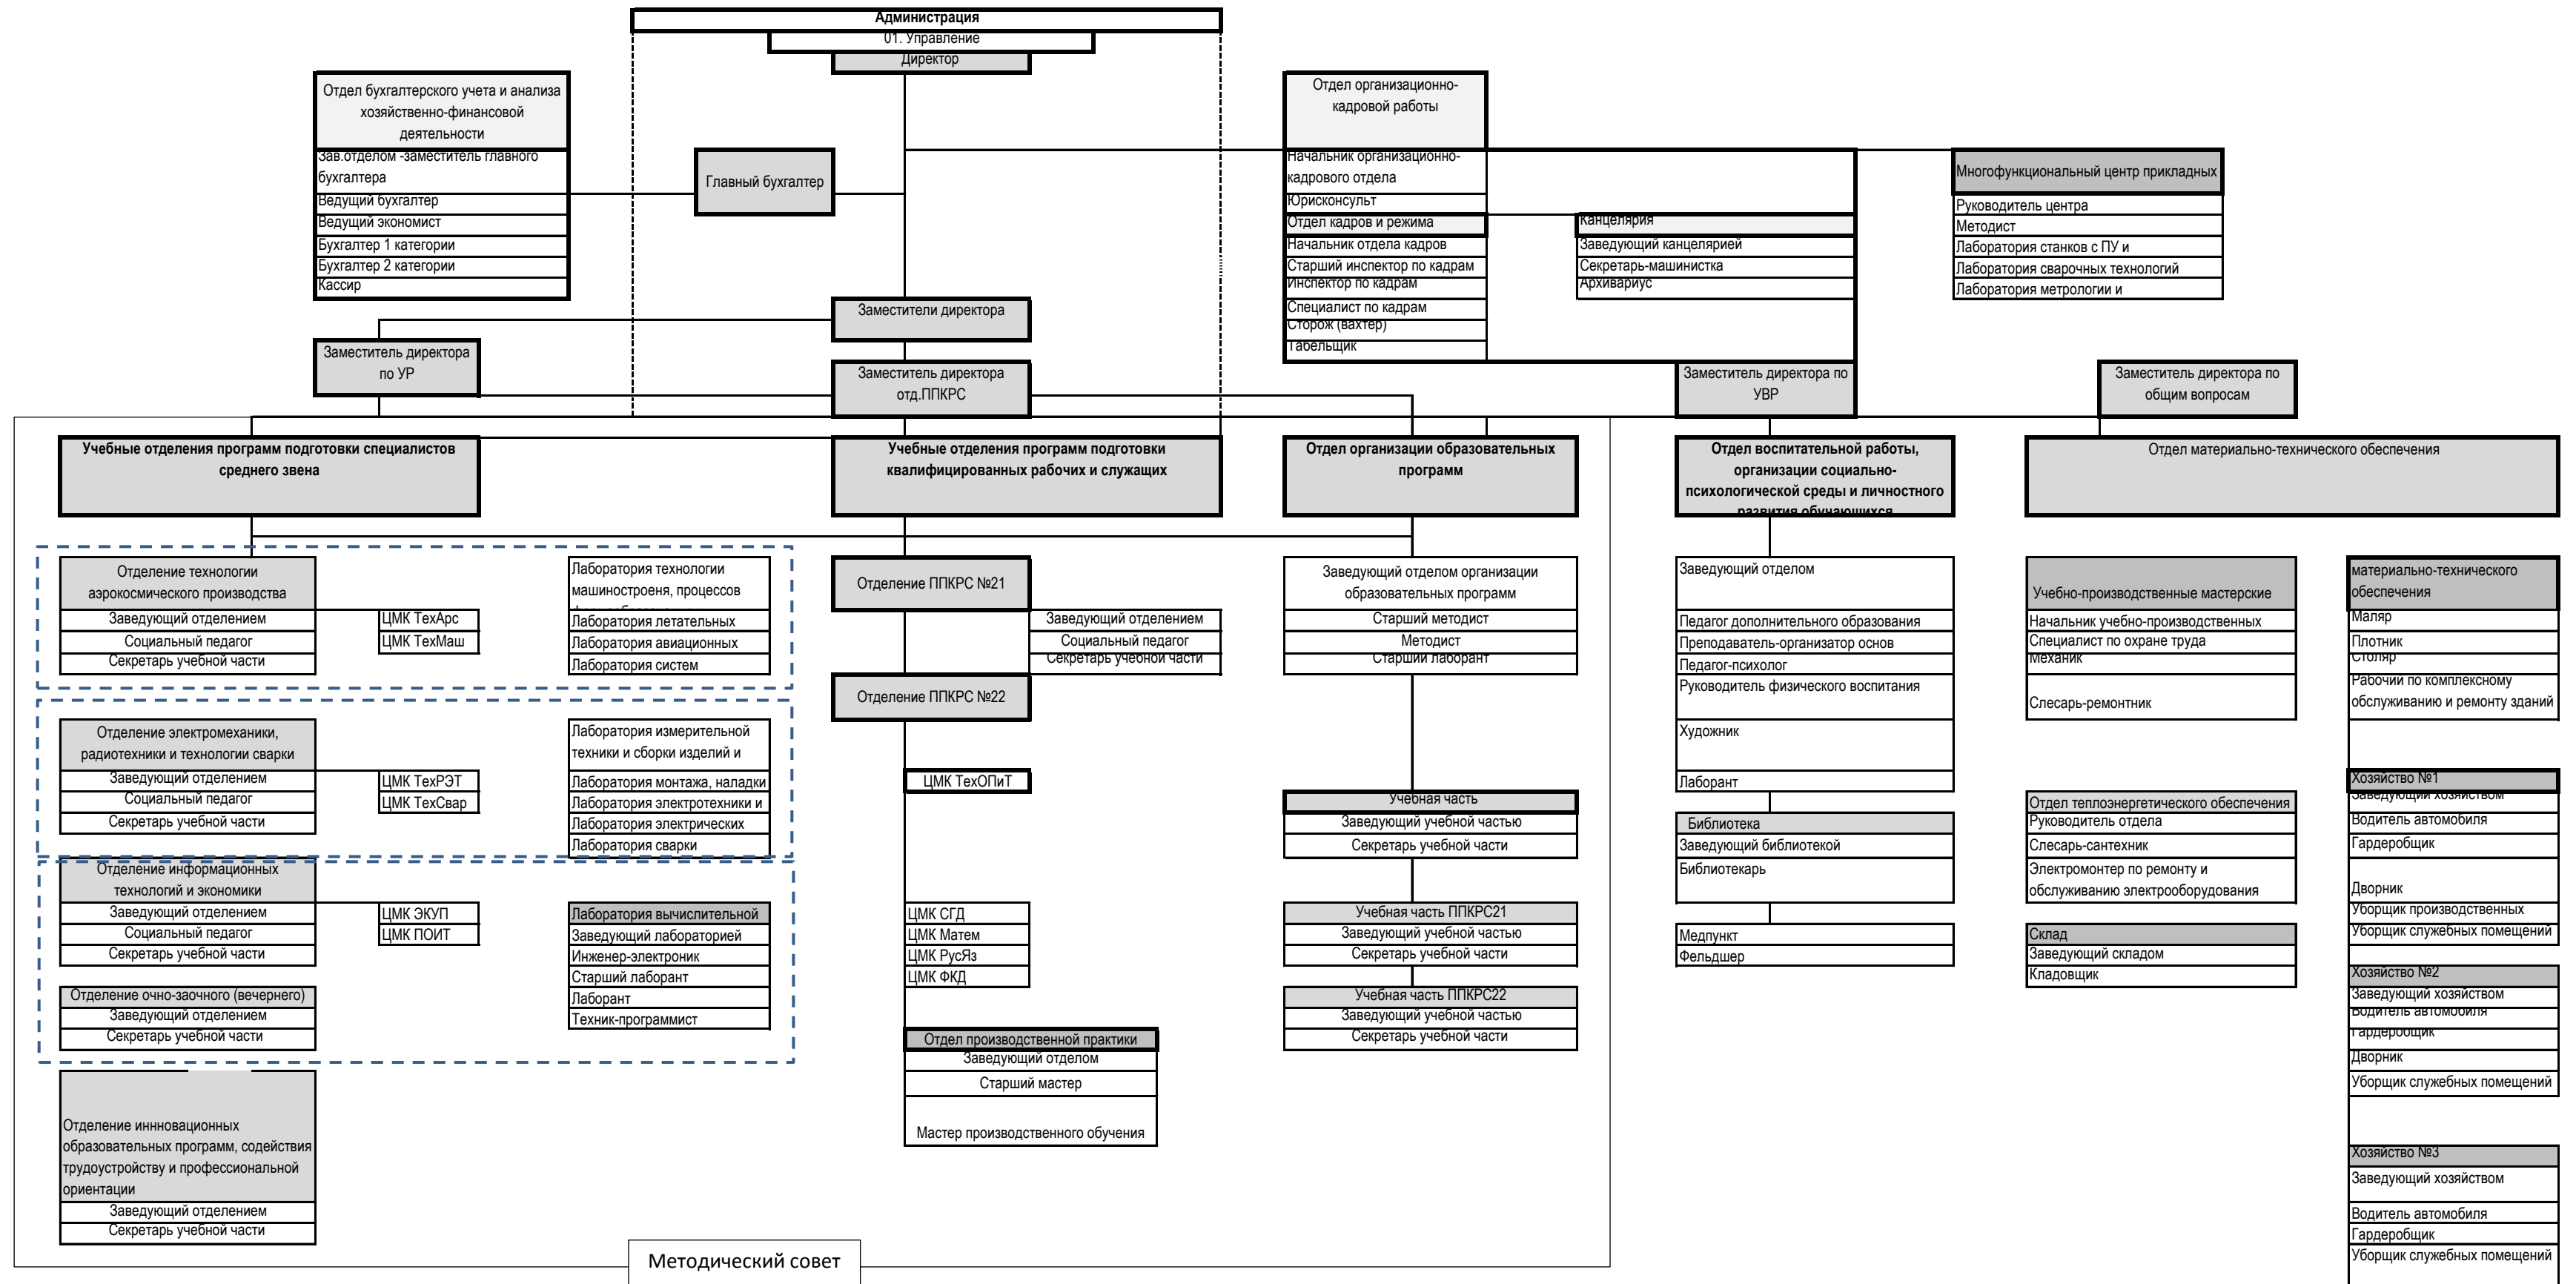 Администрация
01. Управление
Директор
Отдел бухгалтерского учета и анализа
хозяйственно-финансовой
деятельности
Зав.отделом -заместитель главного
бухгалтера
Ведущий бухгалтер
Ведущий экономист
Бухгалтер 1 категории
Бухгалтер 2 категории
Кассир
Главный бухгалтер
Отдел организационно-
кадровой работы
Начальник организационно-
кадрового отдела
Юрисконсульт
Отдел кадров и режима
Начальник отдела кадров
Старший инспектор по кадрам
Инспектор по кадрам
Специалист по кадрам
Сторож (вахтер)
Табельщик
Канцелярия
Заведующий канцелярией
Секретарь-машинистка
Архивариус
Многофункциональный центр прикладных
Руководитель центра
Методист
Лаборатория станков с ПУ и
Лаборатория сварочных технологий
Лаборатория метрологии и
Заместители директора
Заместитель директора
по УР
Заместитель директора
отд.ППКРС
Заместитель директора по
УВР
Заместитель директора по
общим вопросам
Учебные отделения программ подготовки специалистов
среднего звена
Учебные отделения программ подготовки
квалифицированных рабочих и служащих
Отдел организации образовательных
программ
Отдел воспитательной работы,
организации социально-
психологической среды и личностного
развития обучающихся
Отдел материально-технического обеспечения
Отделение технологии
аэрокосмического производства
Заведующий отделением
Социальный педагог
Секретарь учебной части
ЦМК ТехАрс
ЦМК ТехМаш
Лаборатория технологии
машиностроеня, процессов
Лаборатория летательных
Лаборатория авиационных
Лаборатория систем
Отделение электромеханики,
радиотехники и технологии сварки
Заведующий отделением
Социальный педагог
Секретарь учебной части
ЦМК ТехРЭТ
ЦМК ТехСвар
Лаборатория измерительной
техники и сборки изделий и
Лаборатория монтажа, наладки
Лаборатория электротехники и
Лаборатория электрических
Лаборатория сварки
Отделение информационных
технологий и экономики
Заведующий отделением
Социальный педагог
Секретарь учебной части
ЦМК ЭКУП
ЦМК ПОИТ
Лаборатория вычислительной
Заведующий лабораторией
Инженер-электроник
Старший лаборант
Лаборант
Техник-программист
Отделение очно-заочного (вечернего)
Заведующий отделением
Секретарь учебной части
Отделение иннновационных
образовательных программ, содействия
трудоустройству и профессиональной
ориентации
Заведующий отделением
Секретарь учебной части
Отделение ППКРС №21
Заведующий отделением
Социальный педагог
Секретарь учебной части
Отделение ППКРС №22
ЦМК ТехОПиТ
ЦМК СГД
ЦМК Матем
ЦМК РусЯз
ЦМК ФКД
Отдел производственной практики
Заведующий отделом
Старший мастер
Мастер производственного обучения
Заведующий отделом организации
образовательных программ
Старший методист
Методист
Старший лаборант
Учебная часть
Заведующий учебной частью
Секретарь учебной части
Учебная часть ППКРС21
Заведующий учебной частью
Секретарь учебной части
Учебная часть ППКРС22
Заведующий учебной частью
Секретарь учебной части
Заведующий отделом
Педагог дополнительного образования
Преподаватель-организатор основ
Педагог-психолог
Руководитель физического воспитания
Художник
Лаборант
Библиотека
Заведующий библиотекой
Библиотекарь
Медпункт
Фельдшер
Учебно-производственные мастерские
Начальник учебно-производственных
Специалист по охране труда
Механик
Слесарь-ремонтник
Отдел теплоэнергетического обеспечения
Руководитель отдела
Слесарь-сантехник
Электромонтер по ремонту и
обслуживанию электрооборудования
Склад
Заведующий складом
Кладовщик
материально-технического
обеспечения
Маляр
Плотник
Столяр
Рабочий по комплексному
обслуживанию и ремонту зданий
Хозяйство №1
Заведующий хозяйством
Водитель автомобиля
Гардеробщик
Дворник
Уборщик производственных
Уборщик служебных помещений
Хозяйство №2
Заведующий хозяйством
Водитель автомобиля
Гардеробщик
Дворник
Уборщик служебных помещений
Хозяйство №3
Заведующий хозяйством
Водитель автомобиля
Гардеробщик
Уборщик служебных помещений
Методический совет